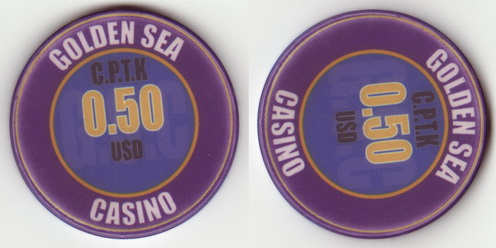 GOLDEN SEA
C.P.T.K
0.50
USD
CASINO
GOLDEN SEA
C.P.T.K
0.50
USD
CASINO